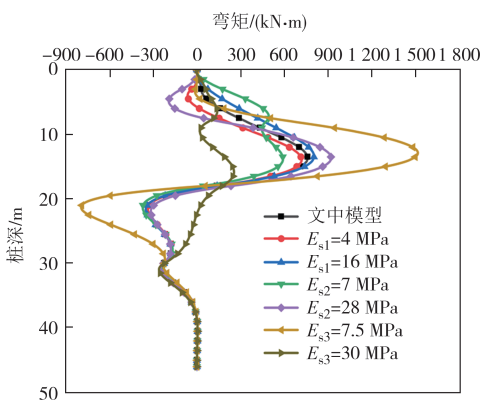 弯矩/(kN·m)
−900 −600 −300 0 300 600 900 1 200 1 500 1 800
0
10
20
30
40
50
桩深/m
文中模型
Es1=4 MPa
Es1=16 MPa
Es2=7 MPa
Es2=28 MPa
Es3=7.5 MPa
Es3=30 MPa